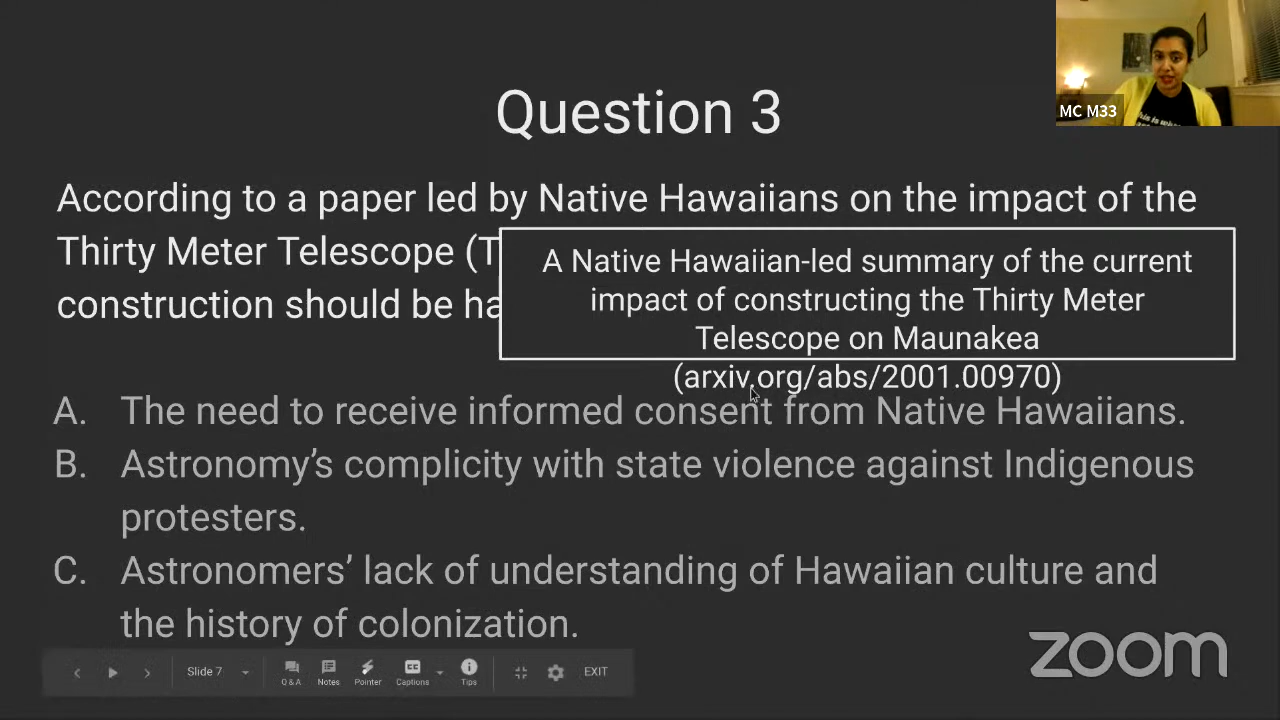 Question 3
MC M33
According to a paper led by Native Hawaiians on the impact of the
Thirty Meter Telescope (T
construction should be ha
A Native Hawaiian-led summary of the current
impact of constructing the Thirty Meter
Telescope on Maunakea
(arxiv.org/abs/2001.00970)
A. The need to receive informed consent from Native Hawaiians.
B. Astronomy's complicity with state violence against Indigenous
protesters.
C. Astronomers' lack of understanding of Hawaiian culture and
the history of colonization.
Slide 7
Q & A
Notes
Pointer
CC
Captions
Tips
EXIT
zoom